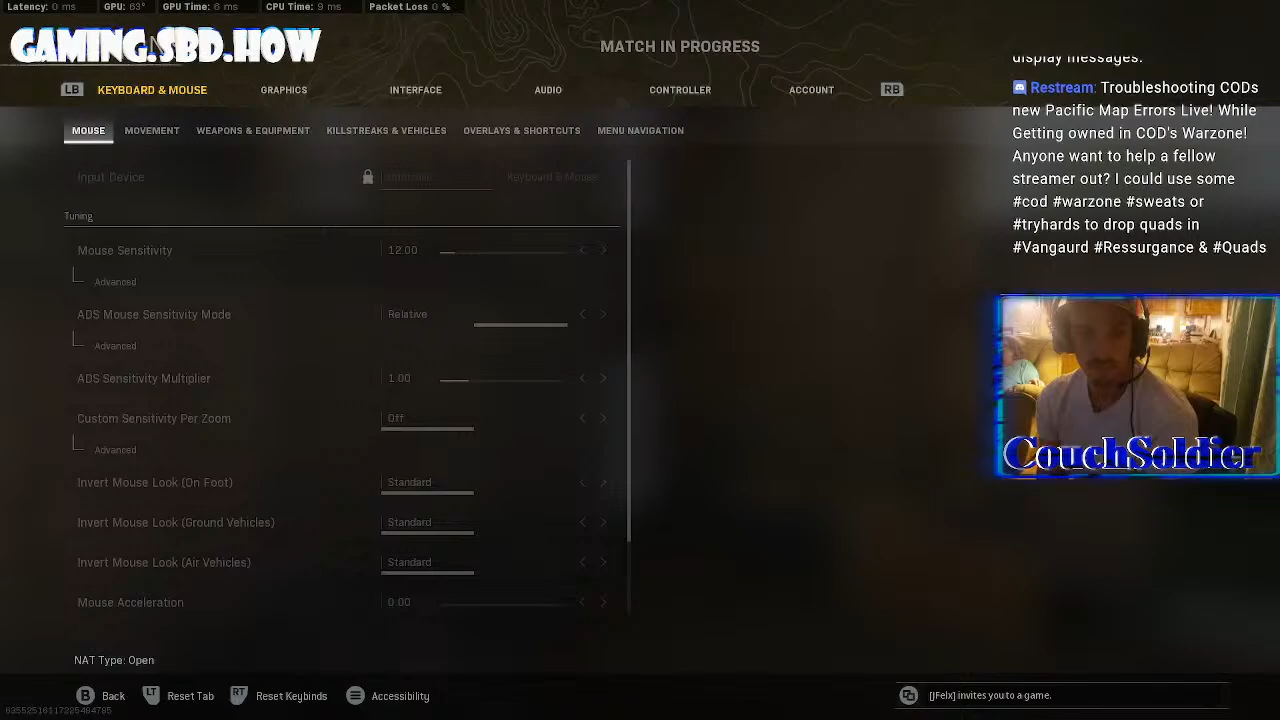 Latency: 0 ms GPU: 63° GPU Time: 6 ms CPU Time: 9 ms Packet Loss 0 %
GAMING.SBD.HOW
MATCH IN PROGRESS
LB KEYBOARD & MOUSE GRAPHICS INTERFACE AUDIO CONTROLLER ACCOUNT RB
MOUSE MOVEMENT WEAPONS & EQUIPMENT KILLSTREAKS & VEHICLES OVERLAYS & SHORTCUTS MENU NAVIGATION
Input Device Keyboard & Mouse
Tuning
Mouse Sensitivity 12.00
Advanced
ADS Mouse Sensitivity Mode Relative
Advanced
ADS Sensitivity Multiplier 1.00
Custom Sensitivity Per Zoom Off
Advanced
Invert Mouse Look (On Foot) Standard
Invert Mouse Look (Ground Vehicles) Standard
Invert Mouse Look (Air Vehicles) Standard
Mouse Acceleration 0.00
NAT Type: Open
B Back LT Reset Tab RT Reset Keybinds Accessibility
[JFelx] invites you to a game.
display messages.
Restream: Troubleshooting CODs
new Pacific Map Errors Live! While
Getting owned in COD's Warzone!
Anyone want to help a fellow
streamer out? I could use some
#cod #warzone #sweats or
#tryhards to drop quads in
#Vangaurd #Ressurgance & #Quads
CouchSoldier